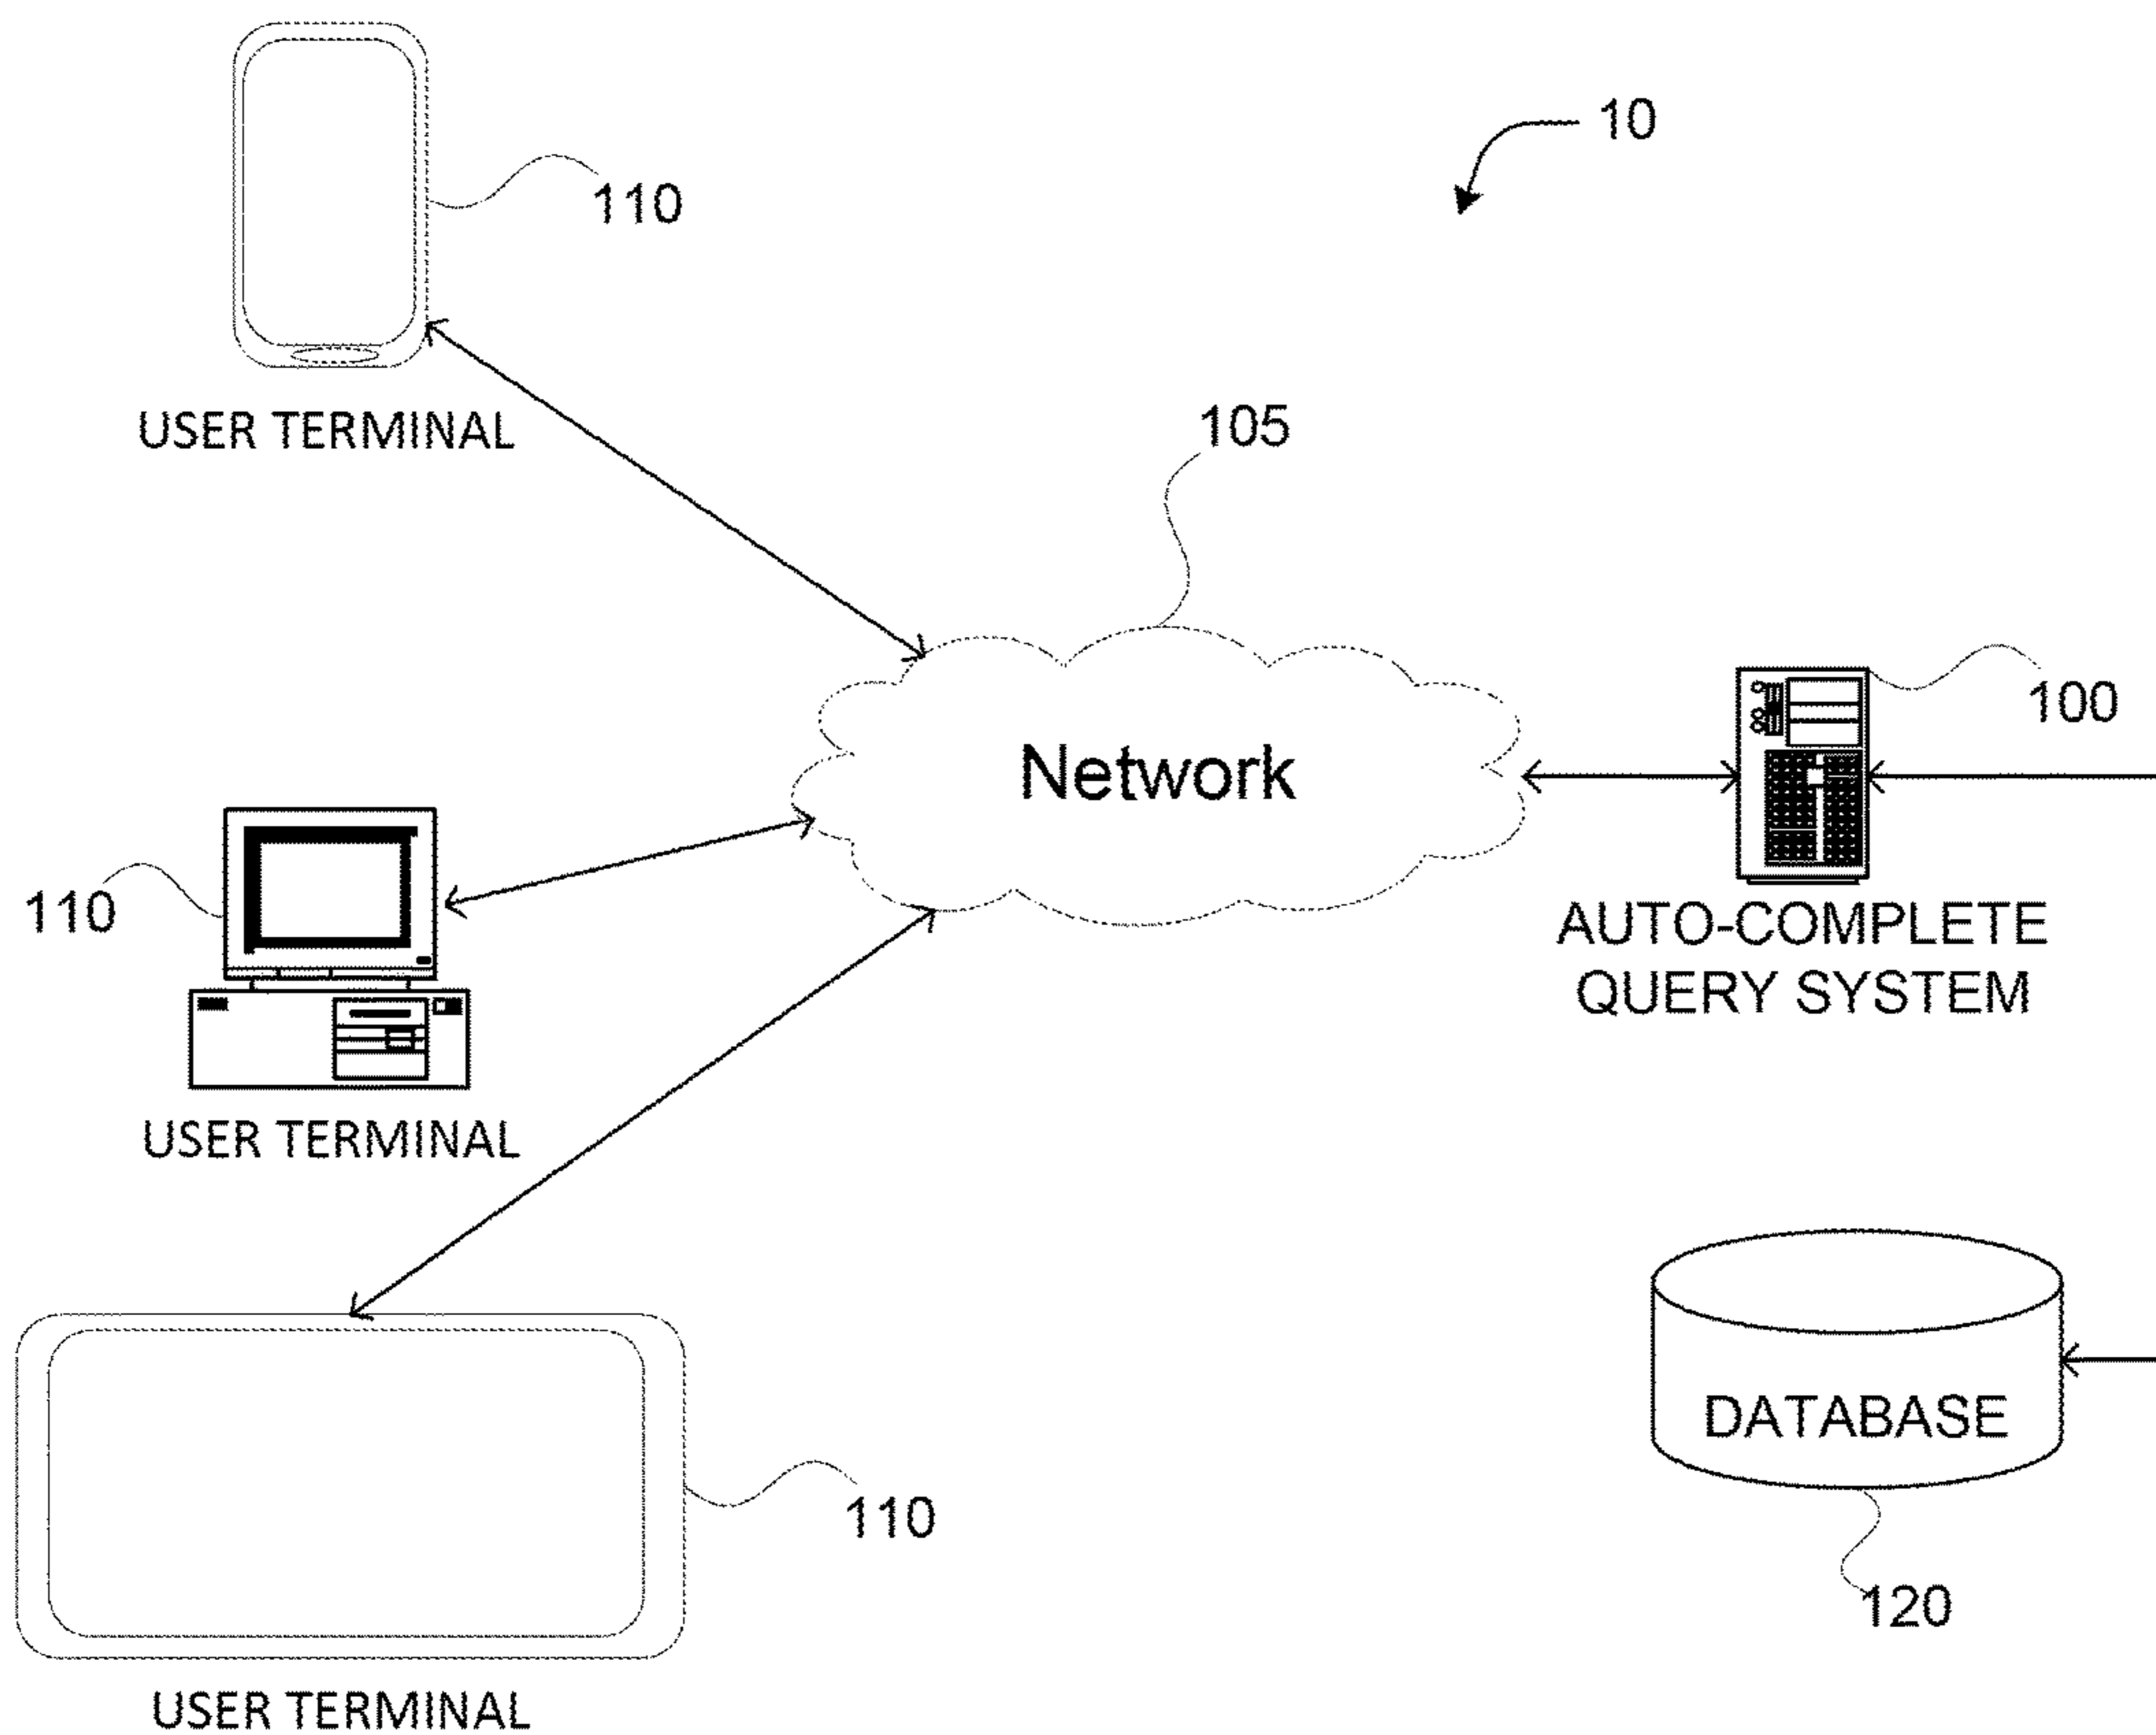 10
110
USER TERMINAL
105
Network
100
AUTO-COMPLETE
QUERY SYSTEM
110
USER TERMINAL
DATABASE
110
120
USER TERMINAL